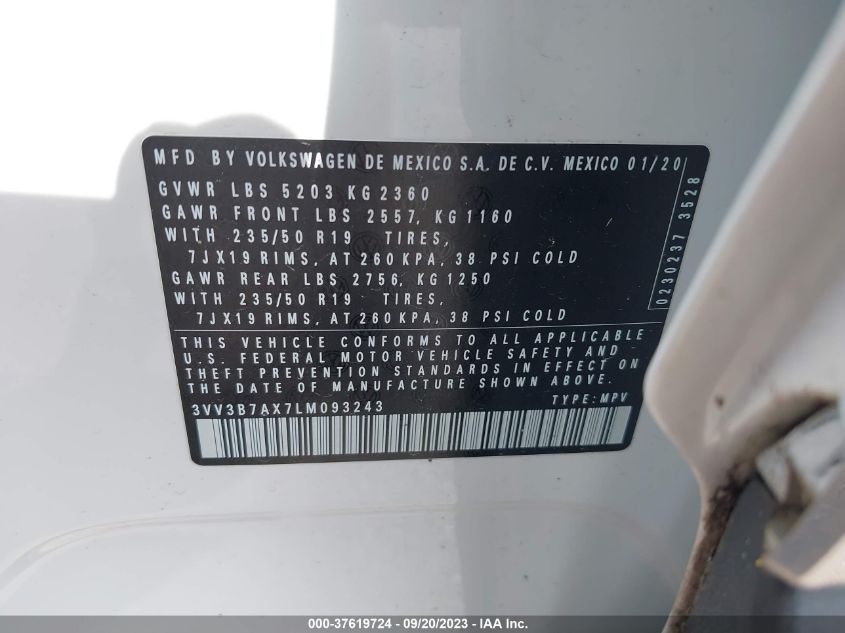 MFD BY VOLKSWAGEN DE MEXICO S.A. DE C.V. MEXICO 01/20
GVWR LBS 5203 KG 2360
GAWR FRONT LBS 2557, KG 1160
WITH 235/50 R19 TIRES,
7JX19 RIMS, AT 260 KPA, 38 PSI COLD
GAWR REAR LBS 2756, KG 1250
WITH 235/50 R19 TIRES,
7JX19 RIMS, AT 260 KPA, 38 PSI COLD
0230237 3528
THIS VEHICLE CONFORMS TO ALL APPLICABLE
U.S. FEDERAL MOTOR VEHICLE SAFETY AND
THEFT PREVENTION STANDARDS IN EFFECT ON
THE DATE OF MANUFACTURE SHOWN ABOVE.
3VV3B7AX7LM093243 TYPE: MPV
000-37619724 - 09/20/2023 - © IAA, Inc.